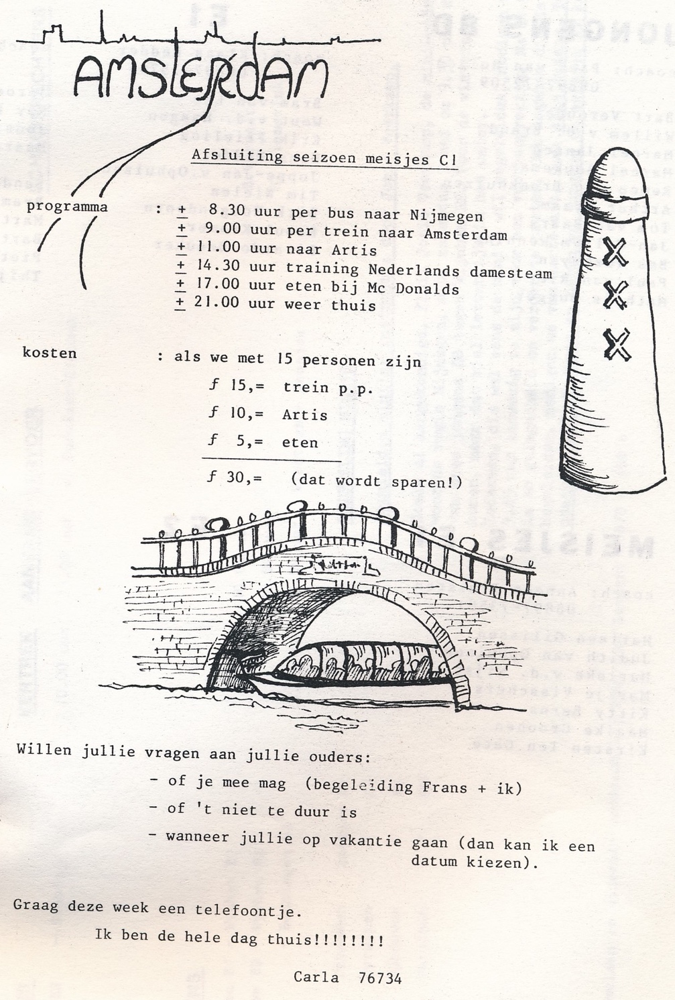 AMSTERDAM
Afsluiting seizoen meisjes C1
programma : ± 8.30 uur per bus naar Nijmegen
± 9.00 uur per trein naar Amsterdam
± 11.00 uur naar Artis
± 14.30 uur training Nederlands damesteam
± 17.00 uur eten bij Mc Donalds
± 21.00 uur weer thuis
kosten : als we met 15 personen zijn
f 15,= trein p.p.
f 10,= Artis
f 5,= eten
f 30,= (dat wordt sparen!)
Willen jullie vragen aan jullie ouders:
- of je mee mag (begeleiding Frans + ik)
- of 't niet te duur is
- wanneer jullie op vakantie gaan (dan kan ik een
datum kiezen).
Graag deze week een telefoontje.
Ik ben de hele dag thuis!!!!!!!!
Carla 76734